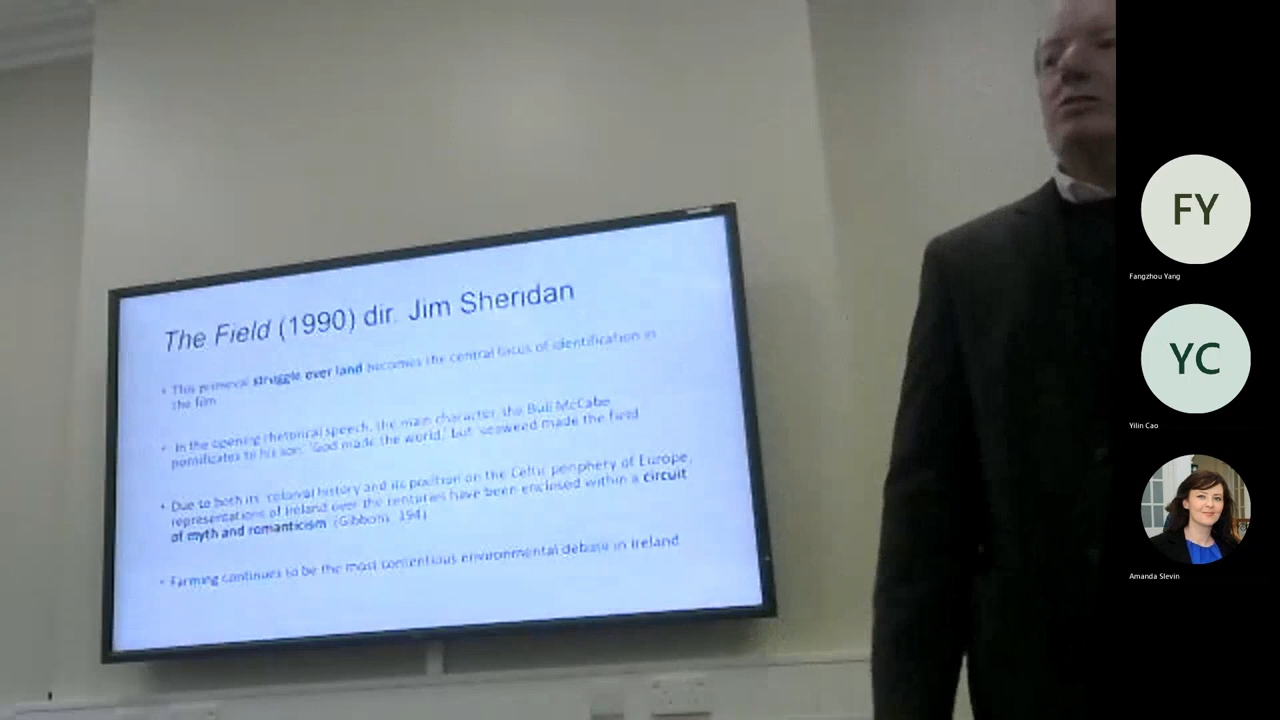 The Field (1990) dir. Jim Sheridan
• This primeval struggle over land becomes the central focus of identification in
the film
• In the opening rhetorical speech, the main character, the Bull McCabe
pontificates to his son: 'God made the world,' but 'seaweed made the field
• Due to both its colonial history and its position on the Celtic periphery of Europe,
representations of Ireland over the centuries have been enclosed within a circuit
of myth and romanticism (Gibbons, 194)
• Farming continues to be the most contentious environmental debate in Ireland
FY
Fangzhou Yang
YC
Yilin Cao
Amanda Slevin